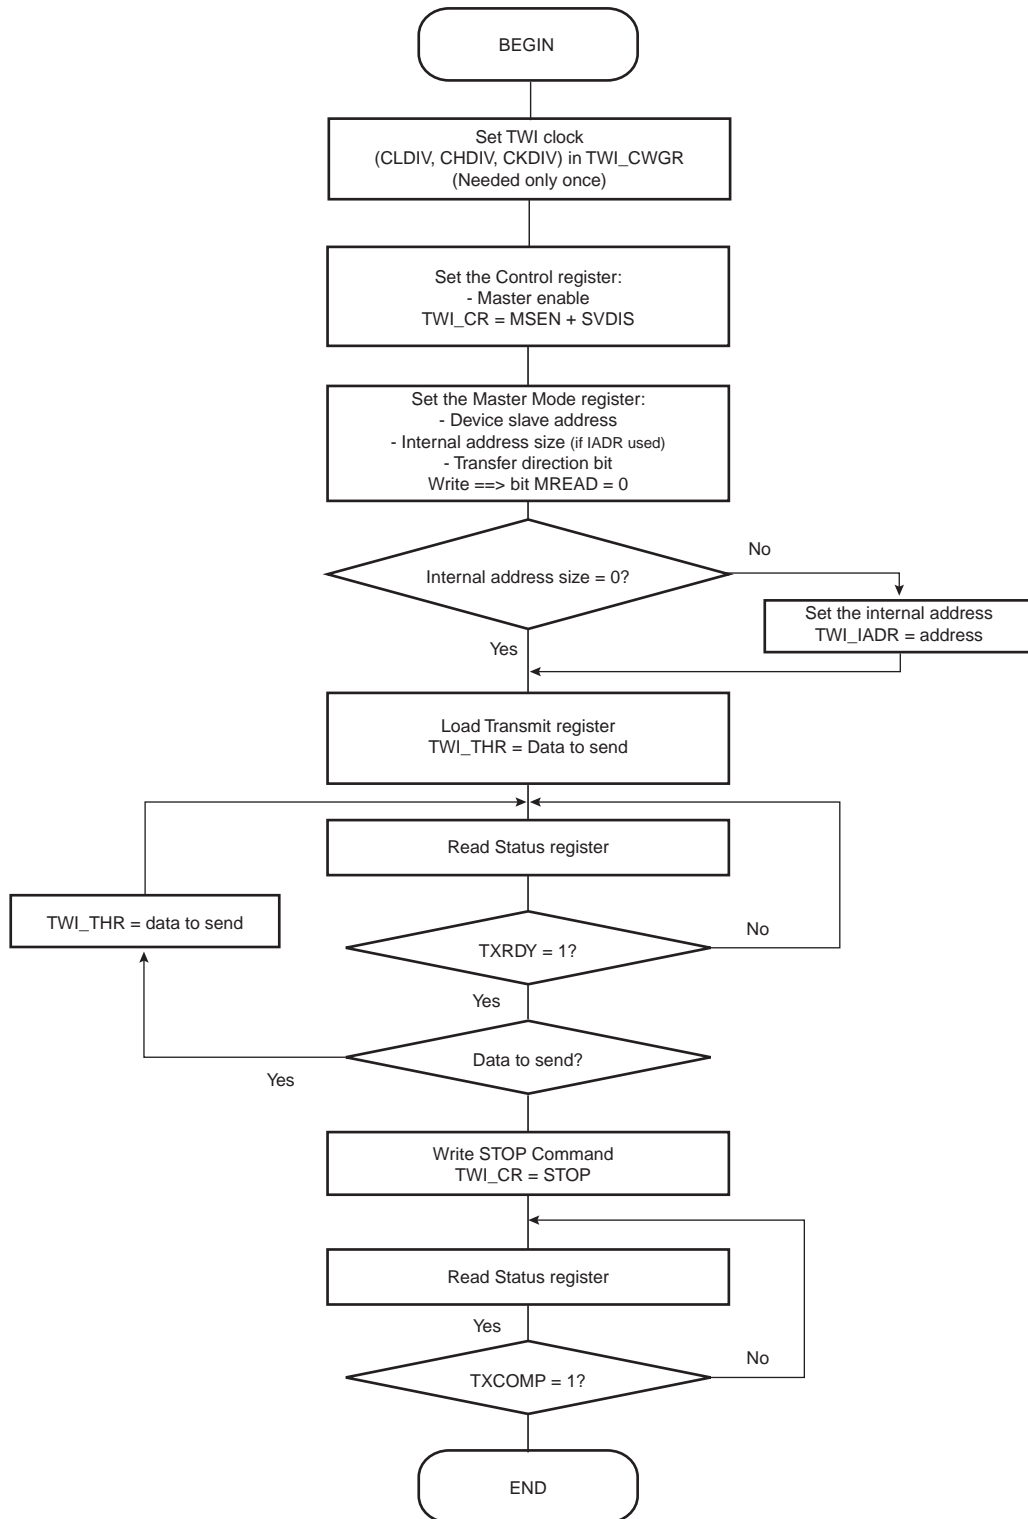 BEGIN
Set TWI clock
(CLDIV, CHDIV, CKDIV) in TWI_CWGR
(Needed only once)
Set the Control register:
- Master enable
TWI_CR = MSEN + SVDIS
Set the Master Mode register:
- Device slave address
- Internal address size (if IADR used)
- Transfer direction bit
Write ==> bit MREAD = 0
No
Internal address size = 0?
Set the internal address
TWI_IADR = address
Yes
Load Transmit register
TWI_THR = Data to send
Read Status register
TWI_THR = data to send
No
TXRDY = 1?
Yes
Data to send?
Yes
Write STOP Command
TWI_CR = STOP
Read Status register
Yes
No
TXCOMP = 1?
END